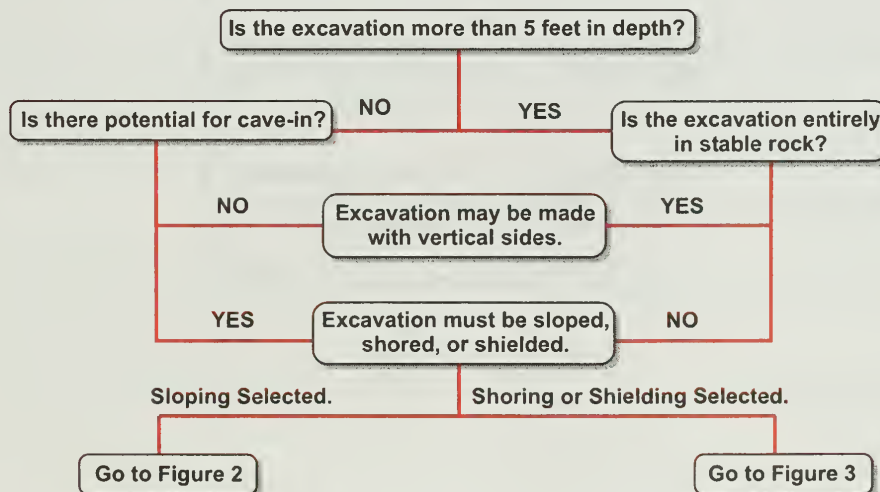 Is the excavation more than 5 feet in depth?
NO
YES
Is there potential for cave-in?
Is the excavation entirely
in stable rock?
NO
Excavation may be made
with vertical sides.
YES
YES
Excavation must be sloped,
shored, or shielded.
NO
Sloping Selected.
Shoring or Shielding Selected.
Go to Figure 2
Go to Figure 3